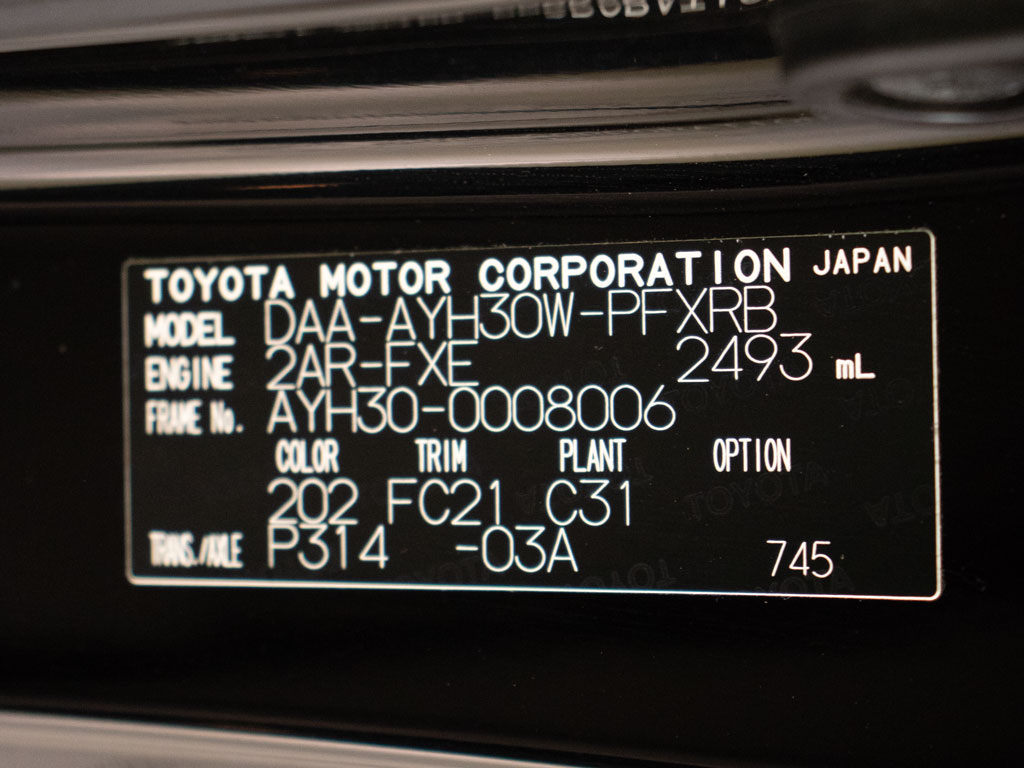 TOYOTA MOTOR CORPORATION JAPAN
MODEL DAA-AYH30W-PFXRB
ENGINE 2AR-FXE 2493 mL
FRAME No. AYH30-0008006
COLOR TRIM PLANT OPTION
202 FC21 C31
TRANS./AXLE P314 -03A 745